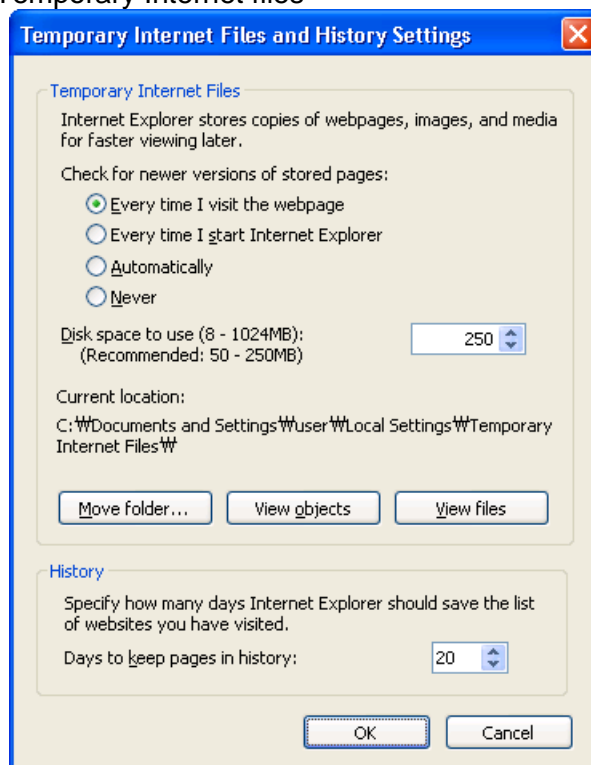 Temporary Internet files
Temporary Internet Files and History Settings
Temporary Internet Files
Internet Explorer stores copies of webpages, images, and media
for faster viewing later.
Check for newer versions of stored pages:
Every time I visit the webpage
Every time I start Internet Explorer
Automatically
Never
Disk space to use (8 - 1024MB):
250
(Recommended: 50 - 250MB)
Current location:
C:₩Documents and Settings₩user₩Local Settings₩Temporary
Internet Files₩
Move folder... View objects View files
History
Specify how many days Internet Explorer should save the list
of websites you have visited.
Days to keep pages in history: 20
OK Cancel